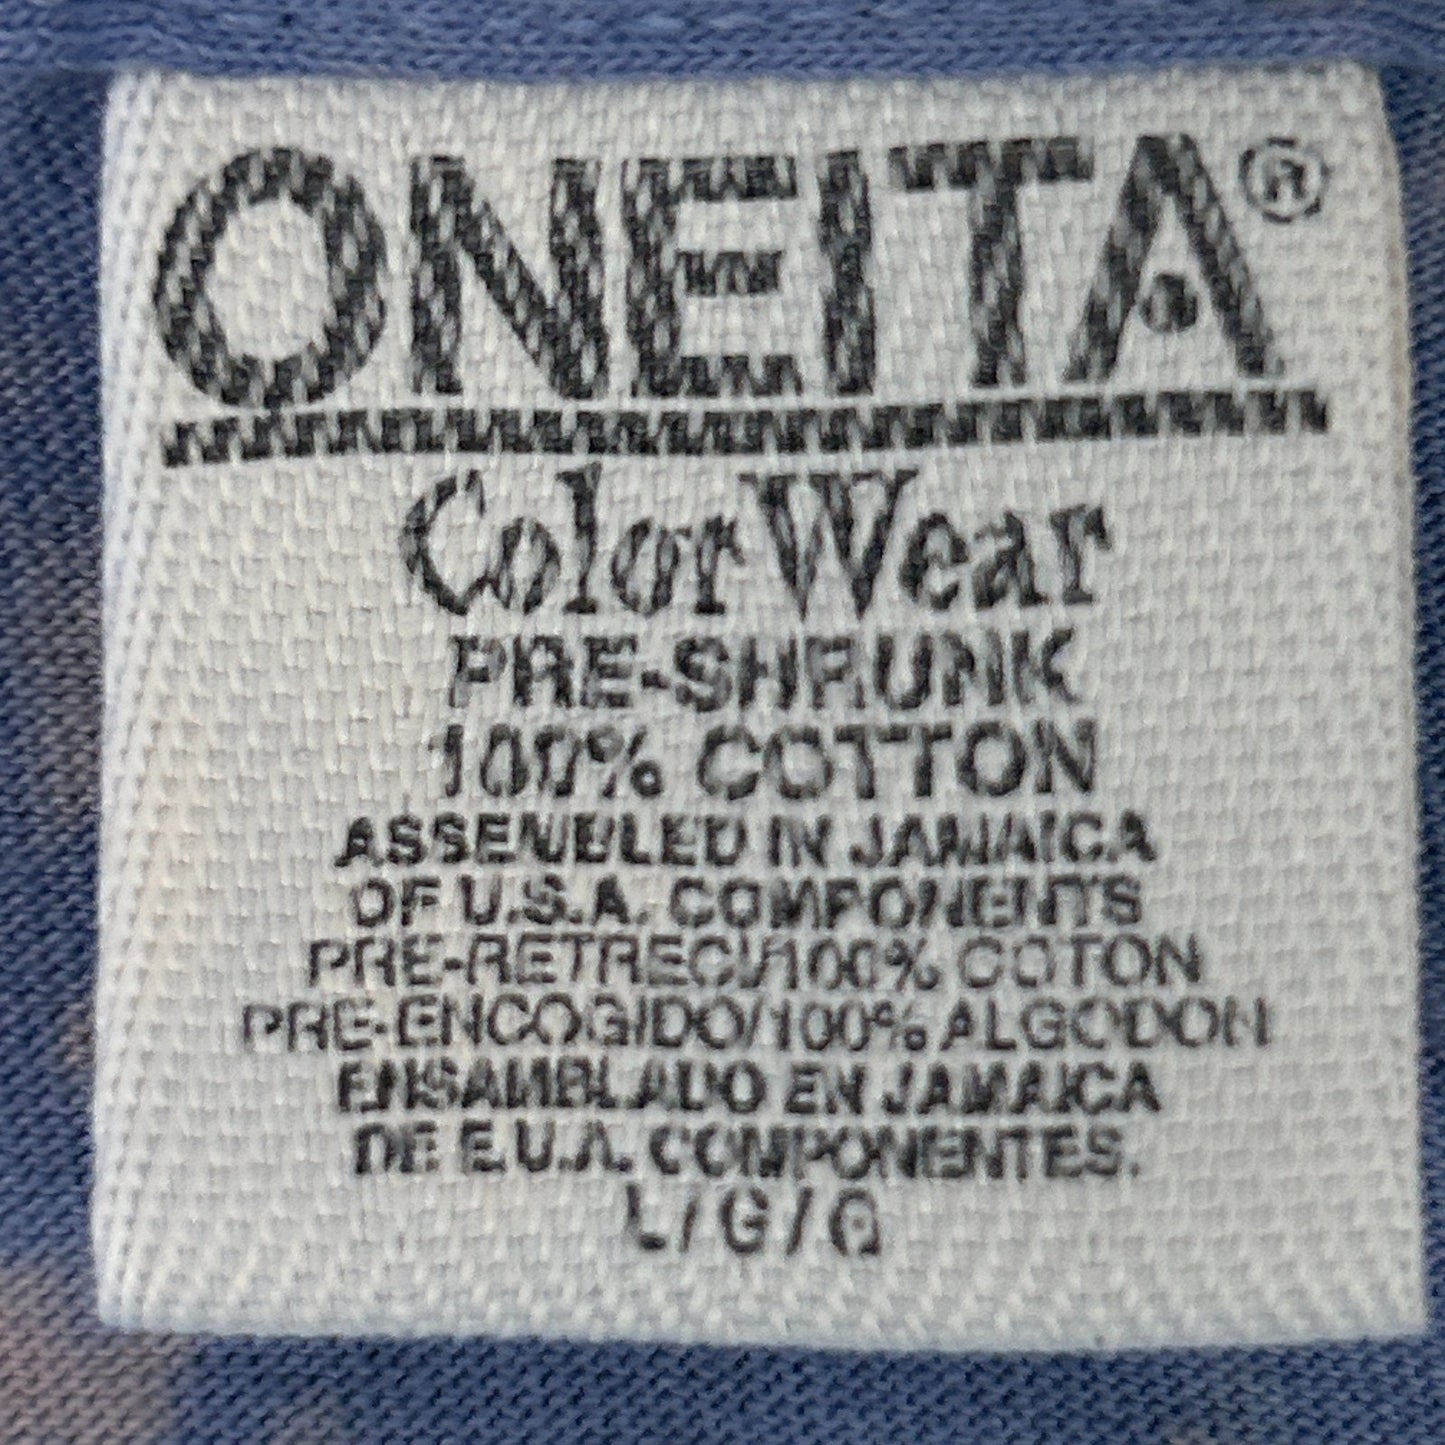 ONEITA®
ColorWear
PRE-SHRUNK
100% COTTON
ASSEMBLED IN JAMAICA
OF U.S.A. COMPONENTS
PRE-RETRECI/100% COTON
PRE-ENCOGIDO/100% ALGODON
ENSAMBLADO EN JAMAICA
DE E.U.A. COMPONENTES.
L/G/G